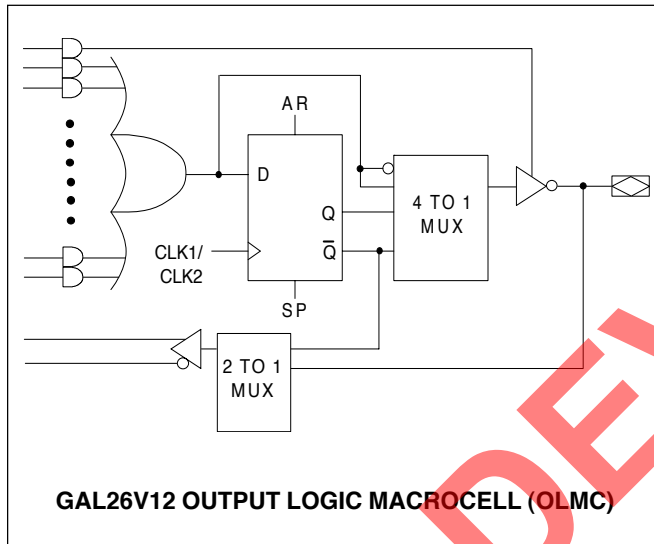 AR
D
4 TO 1
MUX
Q
Q̅
CLK1/
CLK2
SP
2 TO 1
MUX
GAL26V12 OUTPUT LOGIC MACROCELL (OLMC)